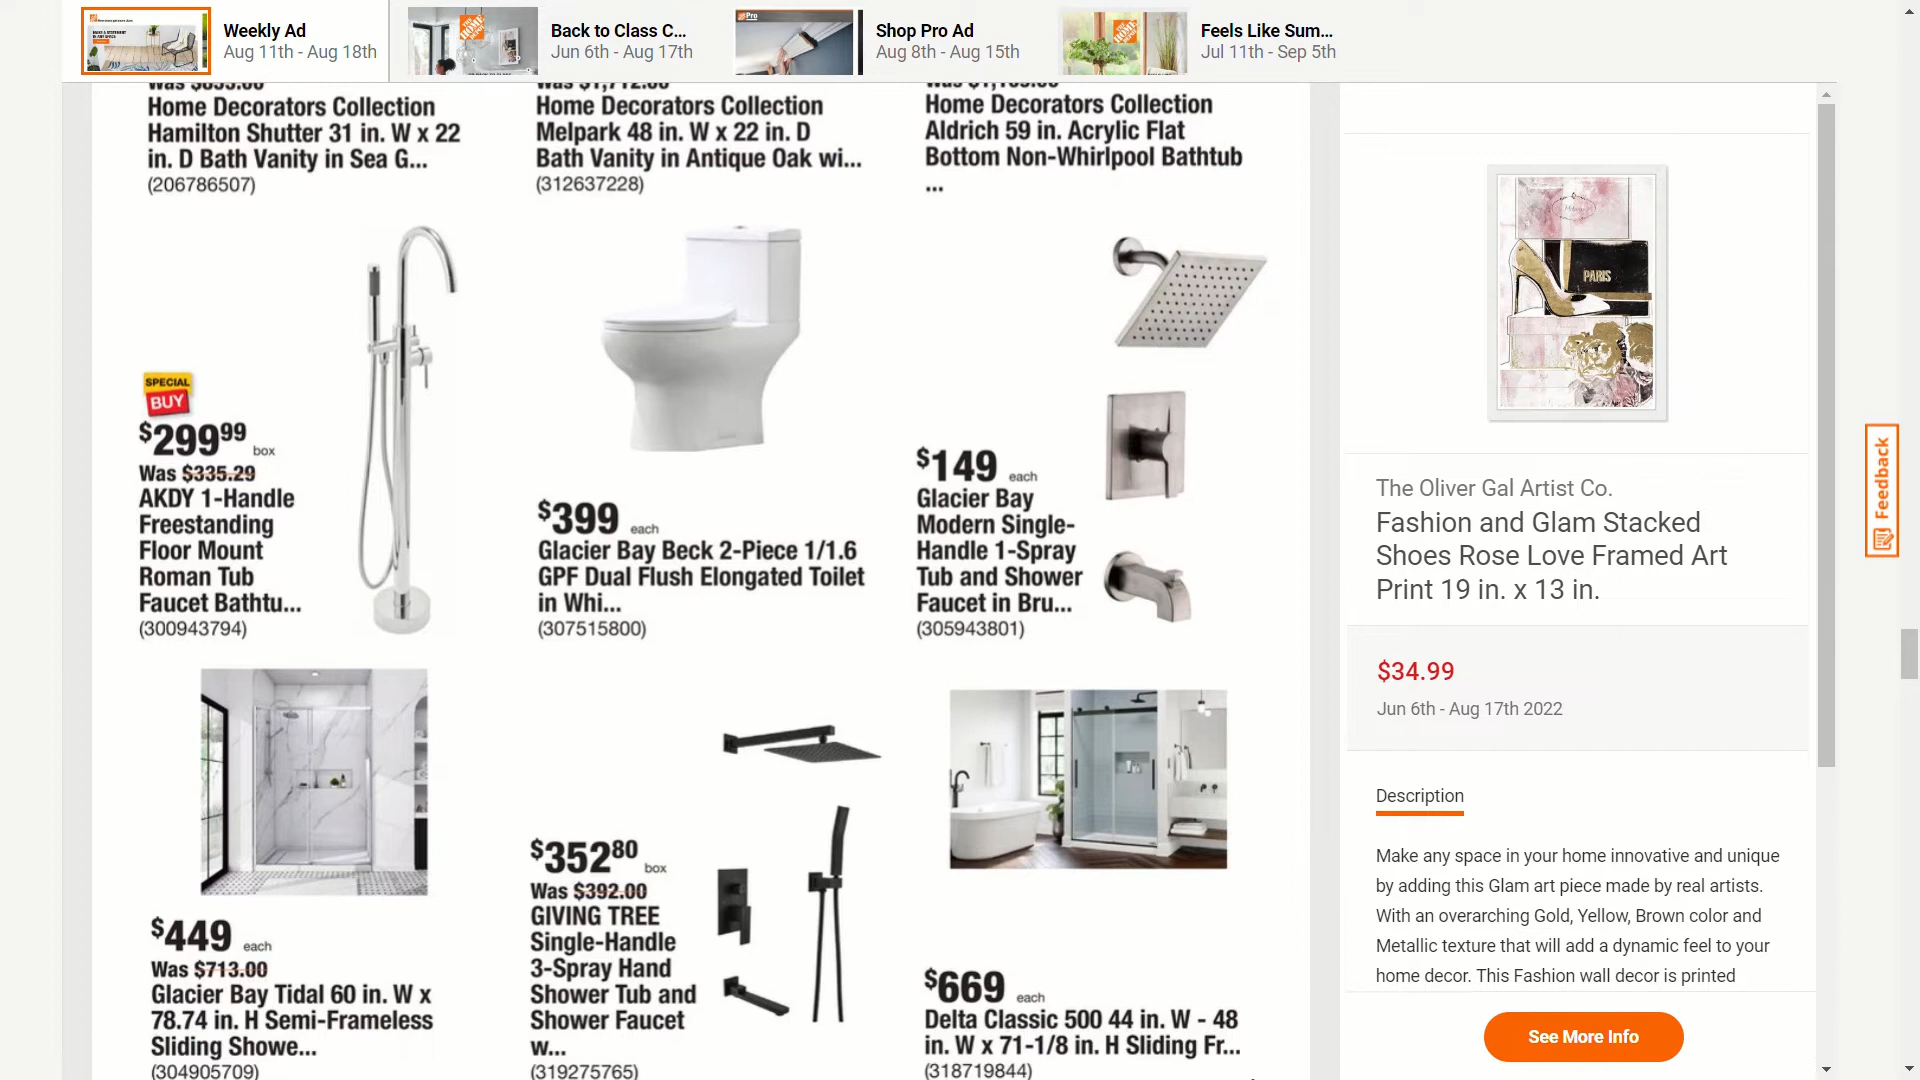 Weekly Ad
Aug 11th - Aug 18th
Back to Class C...
Jun 6th - Aug 17th
Pro
Shop Pro Ad
Aug 8th - Aug 15th
THE HOME DEPOT
Feels Like Sum...
Jul 11th - Sep 5th
Home Decorators Collection
Hamilton Shutter 31 in. W x 22
in. D Bath Vanity in Sea G...
(206786507)
Home Decorators Collection
Melpark 48 in. W x 22 in. D
Bath Vanity in Antique Oak wi...
(312637228)
Home Decorators Collection
Aldrich 59 in. Acrylic Flat
Bottom Non-Whirlpool Bathtub
...
SPECIAL
BUY
$299 99 box
Was $335.29
AKDY 1-Handle
Freestanding
Floor Mount
Roman Tub
Faucet Bathtu...
(300943794)
$399 each
Glacier Bay Beck 2-Piece 1/1.6
GPF Dual Flush Elongated Toilet
in Whi...
(307515800)
$149 each
Glacier Bay
Modern Single-
Handle 1-Spray
Tub and Shower
Faucet in Bru...
(305943801)
$449 each
Was $713.00
Glacier Bay Tidal 60 in. W x
78.74 in. H Semi-Frameless
Sliding Showe...
(304905709)
$352 80 box
Was $392.00
GIVING TREE
Single-Handle
3-Spray Hand
Shower Tub and
Shower Faucet
w...
(319275765)
$669 each
Delta Classic 500 44 in. W - 48
in. W x 71-1/8 in. H Sliding Fr...
(318719844)
PARIS
The Oliver Gal Artist Co.
Fashion and Glam Stacked
Shoes Rose Love Framed Art
Print 19 in. x 13 in.
$34.99
Jun 6th - Aug 17th 2022
Description
Make any space in your home innovative and unique
by adding this Glam art piece made by real artists.
With an overarching Gold, Yellow, Brown color and
Metallic texture that will add a dynamic feel to your
home decor. This Fashion wall decor is printed
See More Info
Feedback